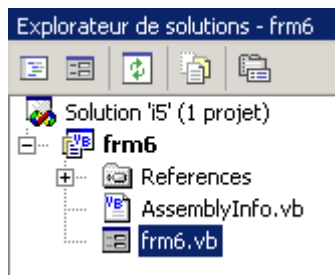 Explorateur de solutions - frm6
Solution 'i5' (1 projet)
frm6
References
AssemblyInfo.vb
frm6.vb